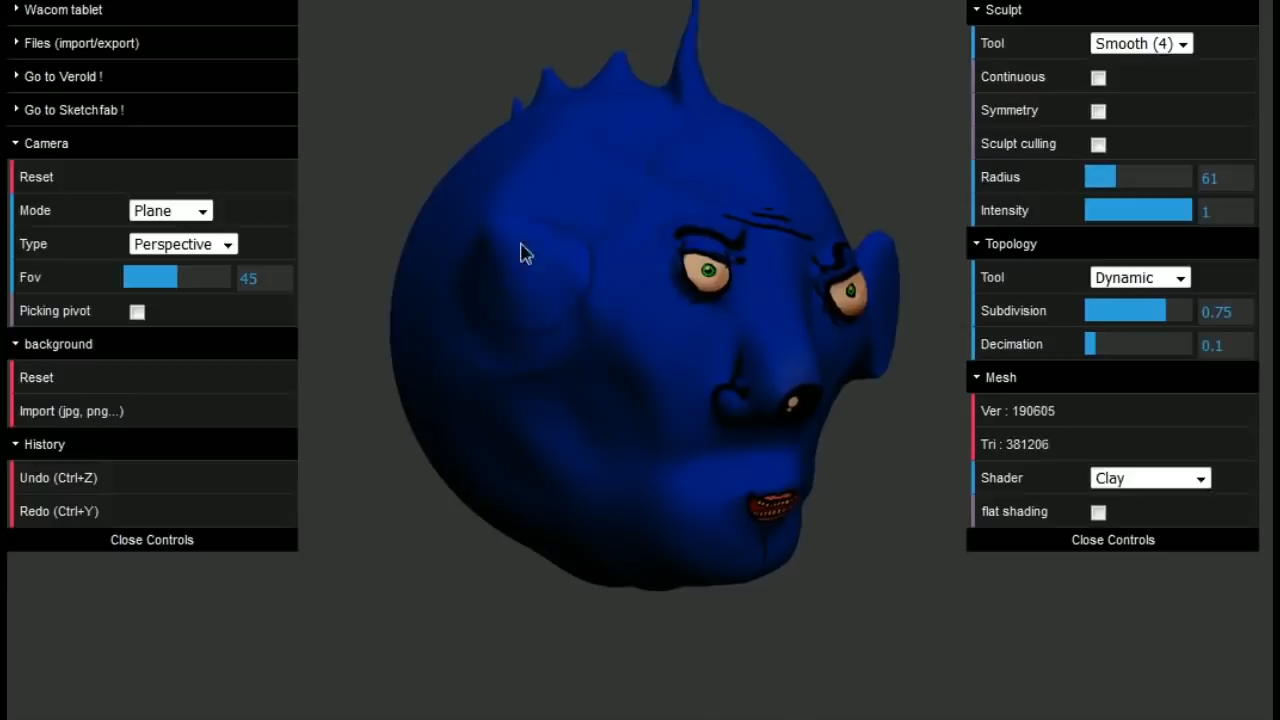 Wacom tablet
Files (import/export)
Go to Verold !
Go to Sketchfab !
Camera
Reset
Mode Plane
Type Perspective
Fov 45
Picking pivot
background
Reset
Import (jpg, png...)
History
Undo (Ctrl+Z)
Redo (Ctrl+Y)
Close Controls
Sculpt
Tool Smooth (4)
Continuous
Symmetry
Sculpt culling
Radius 61
Intensity 1
Topology
Tool Dynamic
Subdivision 0.75
Decimation 0.1
Mesh
Ver : 190605
Tri : 381206
Shader Clay
flat shading
Close Controls